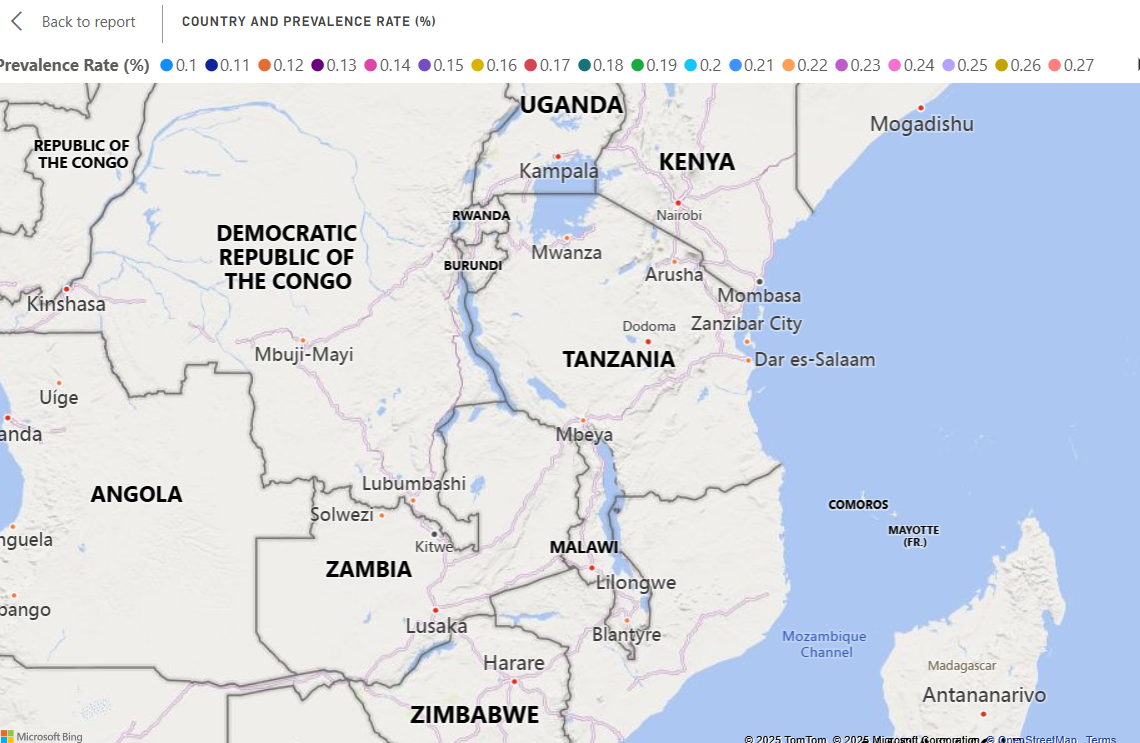 Back to report
COUNTRY AND PREVALENCE RATE (%)
Prevalence Rate (%) 0.1 0.11 0.12 0.13 0.14 0.15 0.16 0.17 0.18 0.19 0.2 0.21 0.22 0.23 0.24 0.25 0.26 0.27
UGANDA
Mogadishu
REPUBLIC OF
THE CONGO
KENYA
Kampala
RWANDA
Nairobi
DEMOCRATIC
REPUBLIC OF
THE CONGO
Mwanza
BURUNDI
Arusha
Mombasa
Kinshasa
Dodoma
Zanzibar City
Mbuji-Mayi
TANZANIA
Dar es-Salaam
Uíge
anda
Mbeya
Lubumbashi
ANGOLA
COMOROS
Solwezi
MAYOTTE
(FR.)
nguela
Kitwe
MALAWI
ZAMBIA
Lilongwe
bango
Lusaka
Blantyre
Mozambique
Channel
Harare
Madagascar
Antananarivo
ZIMBABWE
Microsoft Bing
© 2025 TomTom, © 2025 Microsoft Corporation, © OpenStreetMap Terms